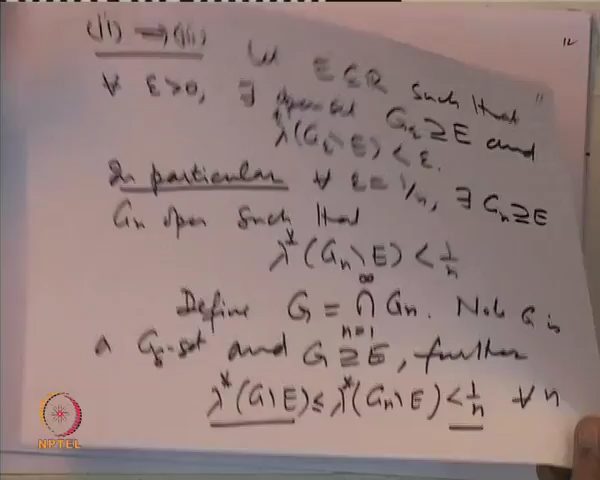 (ii) → (iii) Let E ⊆ ℝ such that
12
∀ ε>0, ∃ open set G_ε ⊇ E and
λ*(G_ε \ E) < ε.
In particular ∀ ε = 1/n, ∃ G_n ⊇ E
G_n open such that
λ*(G_n \ E) < 1/n
Define G = ∩_{n=1}^{∞} G_n. Note G is
a G_δ-set and G ⊇ E, further
λ*(G \ E) ≤ λ*(G_n \ E) < 1/n ∀ n
NPTEL